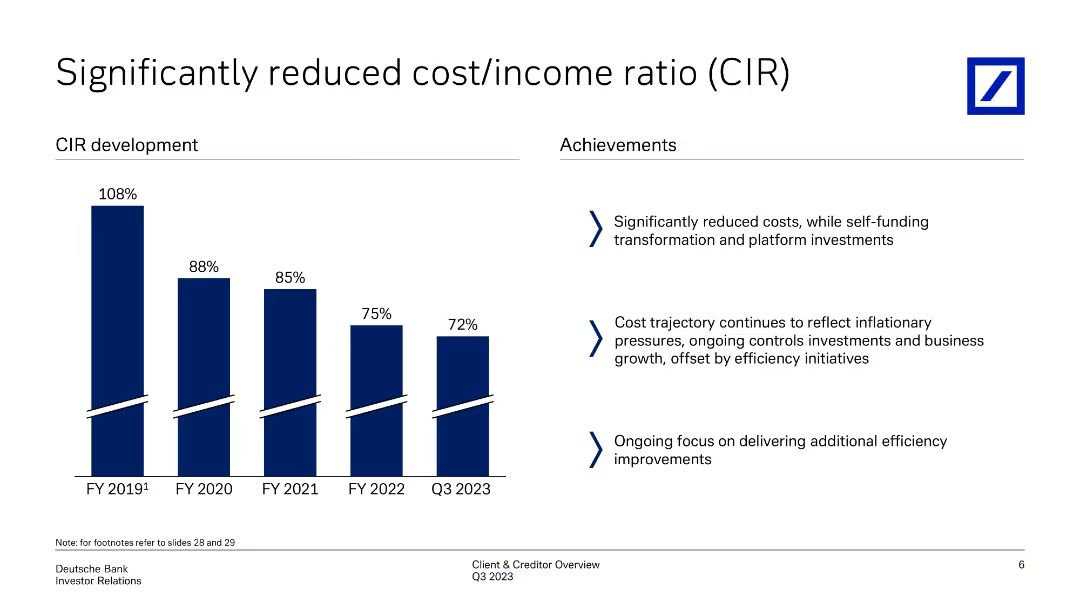 Significantly reduced cost/income ratio (CIR)
CIR development
108%
88%
85%
75%
72%
FY 2019¹
FY 2020
FY 2021
FY 2022
Q3 2023
Achievements
Significantly reduced costs, while self-funding
transformation and platform investments
Cost trajectory continues to reflect inflationary
pressures, ongoing controls investments and business
growth, offset by efficiency initiatives
Ongoing focus on delivering additional efficiency
improvements
Note: for footnotes refer to slides 28 and 29
Deutsche Bank
Investor Relations
Client & Creditor Overview
Q3 2023
6